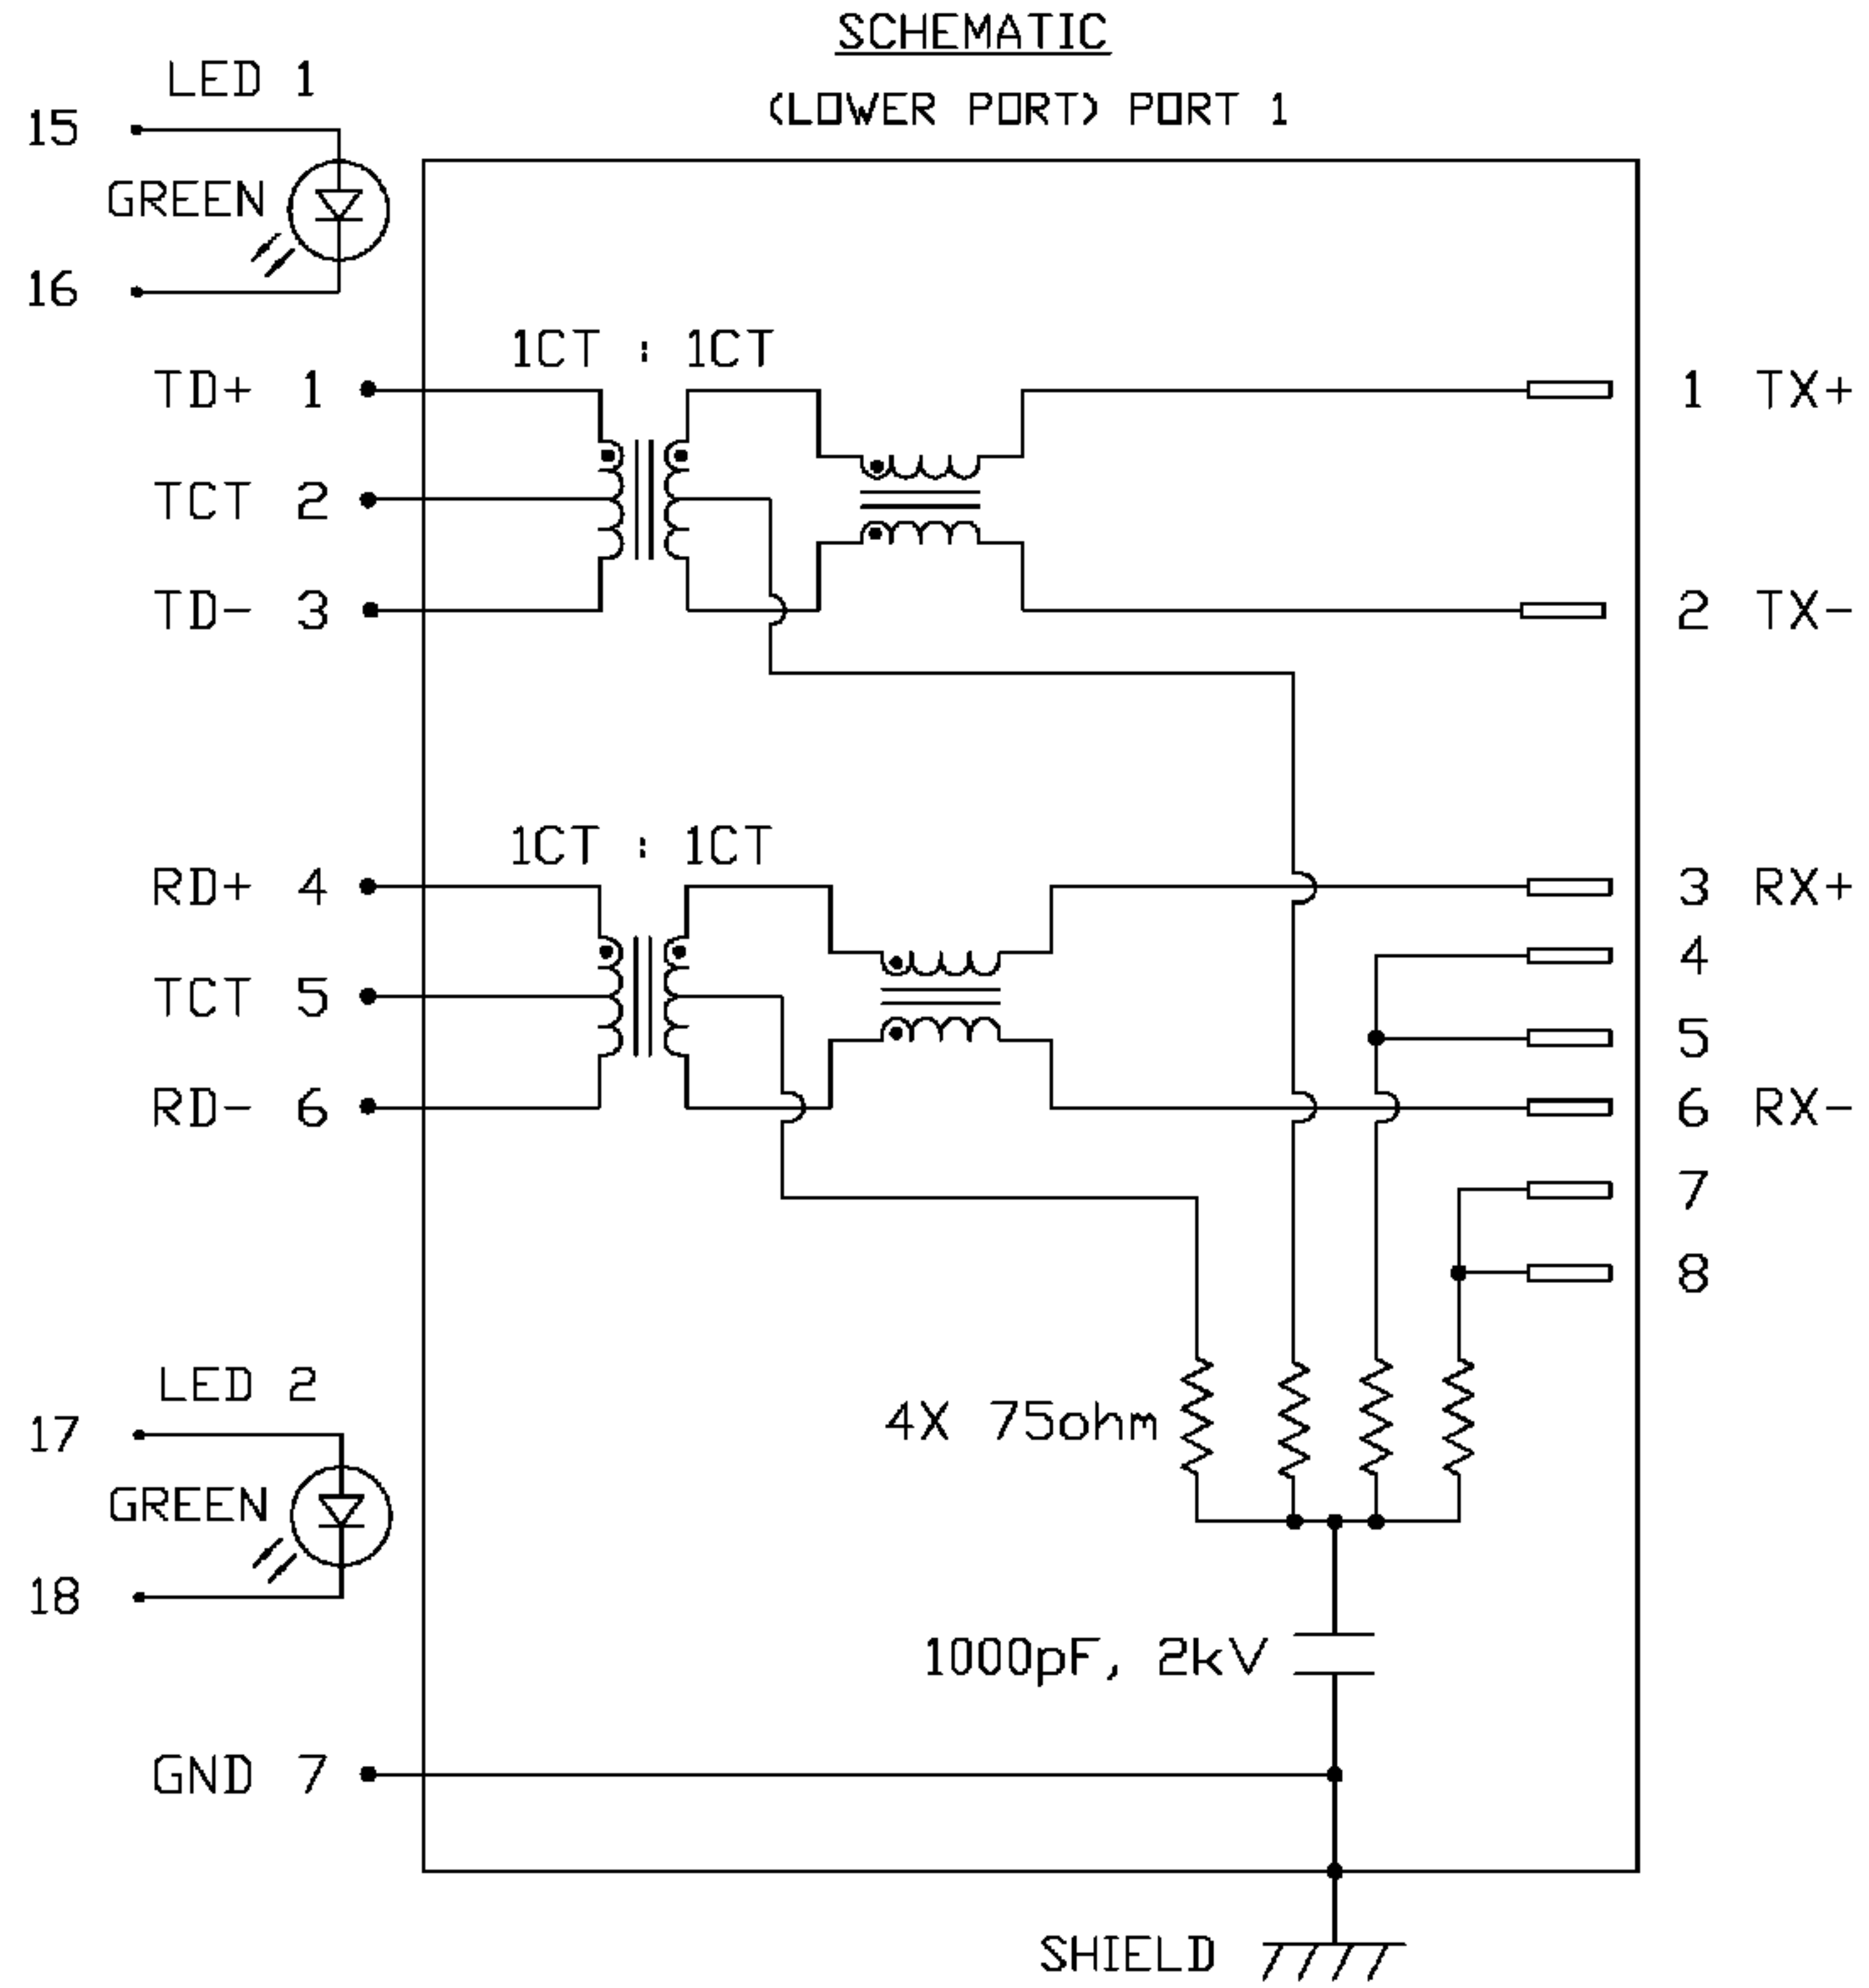 SCHEMATIC
(LOWER PORT) PORT 1
LED 1
15
GREEN
16
1CT : 1CT
TD+ 1
1 TX+
TCT 2
TD- 3
2 TX-
1CT : 1CT
RD+ 4
3 RX+
4
TCT 5
5
RD- 6
6 RX-
7
8
LED 2
17
4X 75ohm
GREEN
18
1000pF, 2kV
GND 7
SHIELD